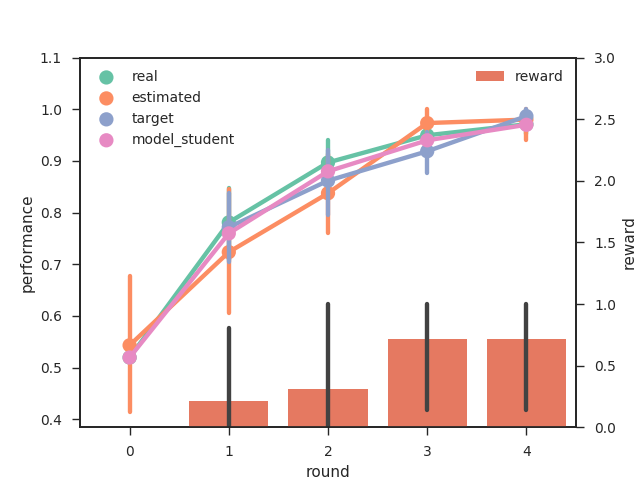 1.1
1.0
0.9
0.8
0.7
0.6
0.5
0.4
performance
real
estimated
target
model_student
reward
3.0
2.5
2.0
1.5
1.0
0.5
0.0
reward
0 1 2 3 4
round